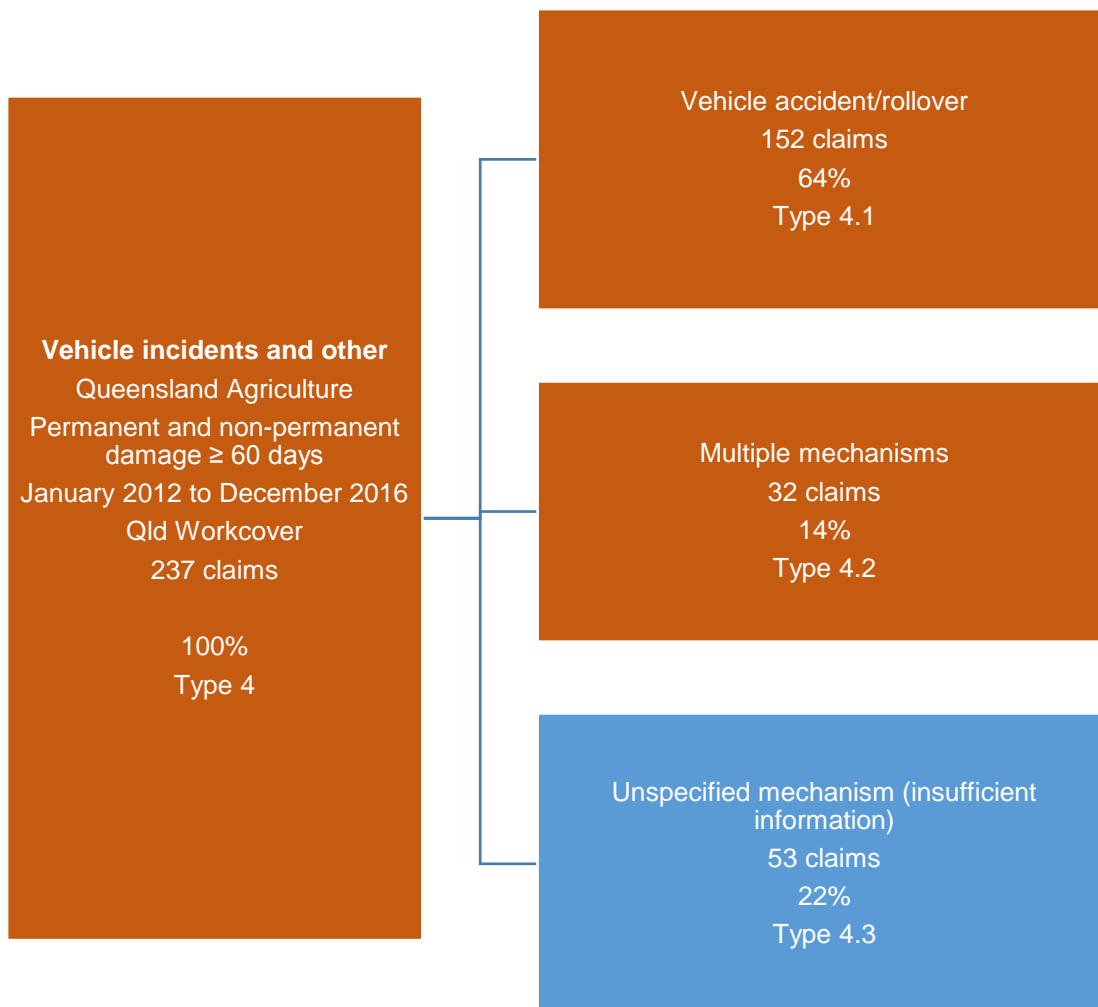 Vehicle incidents and other
Queensland Agriculture
Permanent and non-permanent
damage ≥ 60 days
January 2012 to December 2016
Qld Workcover
237 claims
100%
Type 4
Vehicle accident/rollover
152 claims
64%
Type 4.1
Multiple mechanisms
32 claims
14%
Type 4.2
Unspecified mechanism (insufficient
information)
53 claims
22%
Type 4.3